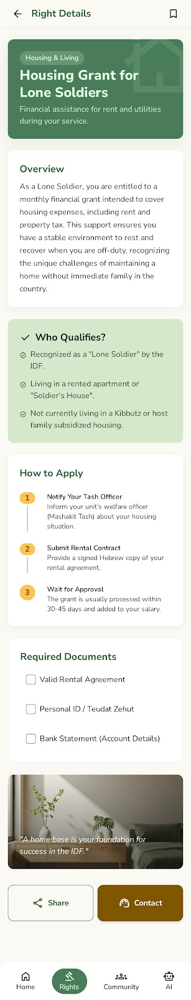 Right Details
Housing & Living
Housing Grant for
Lone Soldiers
Financial assistance for rent and utilities
during your service.
Overview
As a Lone Soldier, you are entitled to a
monthly financial grant intended to cover
housing expenses, including rent and
property tax. This support ensures you
have a stable environment to rest and
recover when you are off-duty, recognizing
the unique challenges of maintaining a
home without immediate family in the
country.
Who Qualifies?
Recognized as a "Lone Soldier" by the
IDF.
Living in a rented apartment or
"Soldier's House".
Not currently living in a Kibbutz or host
family subsidized housing.
How to Apply
1
Notify Your Tash Officer
Inform your unit's welfare officer
(Mashakit Tash) about your housing
situation.
2
Submit Rental Contract
Provide a signed Hebrew copy of your
rental agreement.
3
Wait for Approval
The grant is usually processed within
30-45 days and added to your salary.
Required Documents
Valid Rental Agreement
Personal ID / Teudat Zehut
Bank Statement (Account Details)
"A home base is your foundation for
success in the IDF."
Share
Contact
Home
Rights
Community
AI